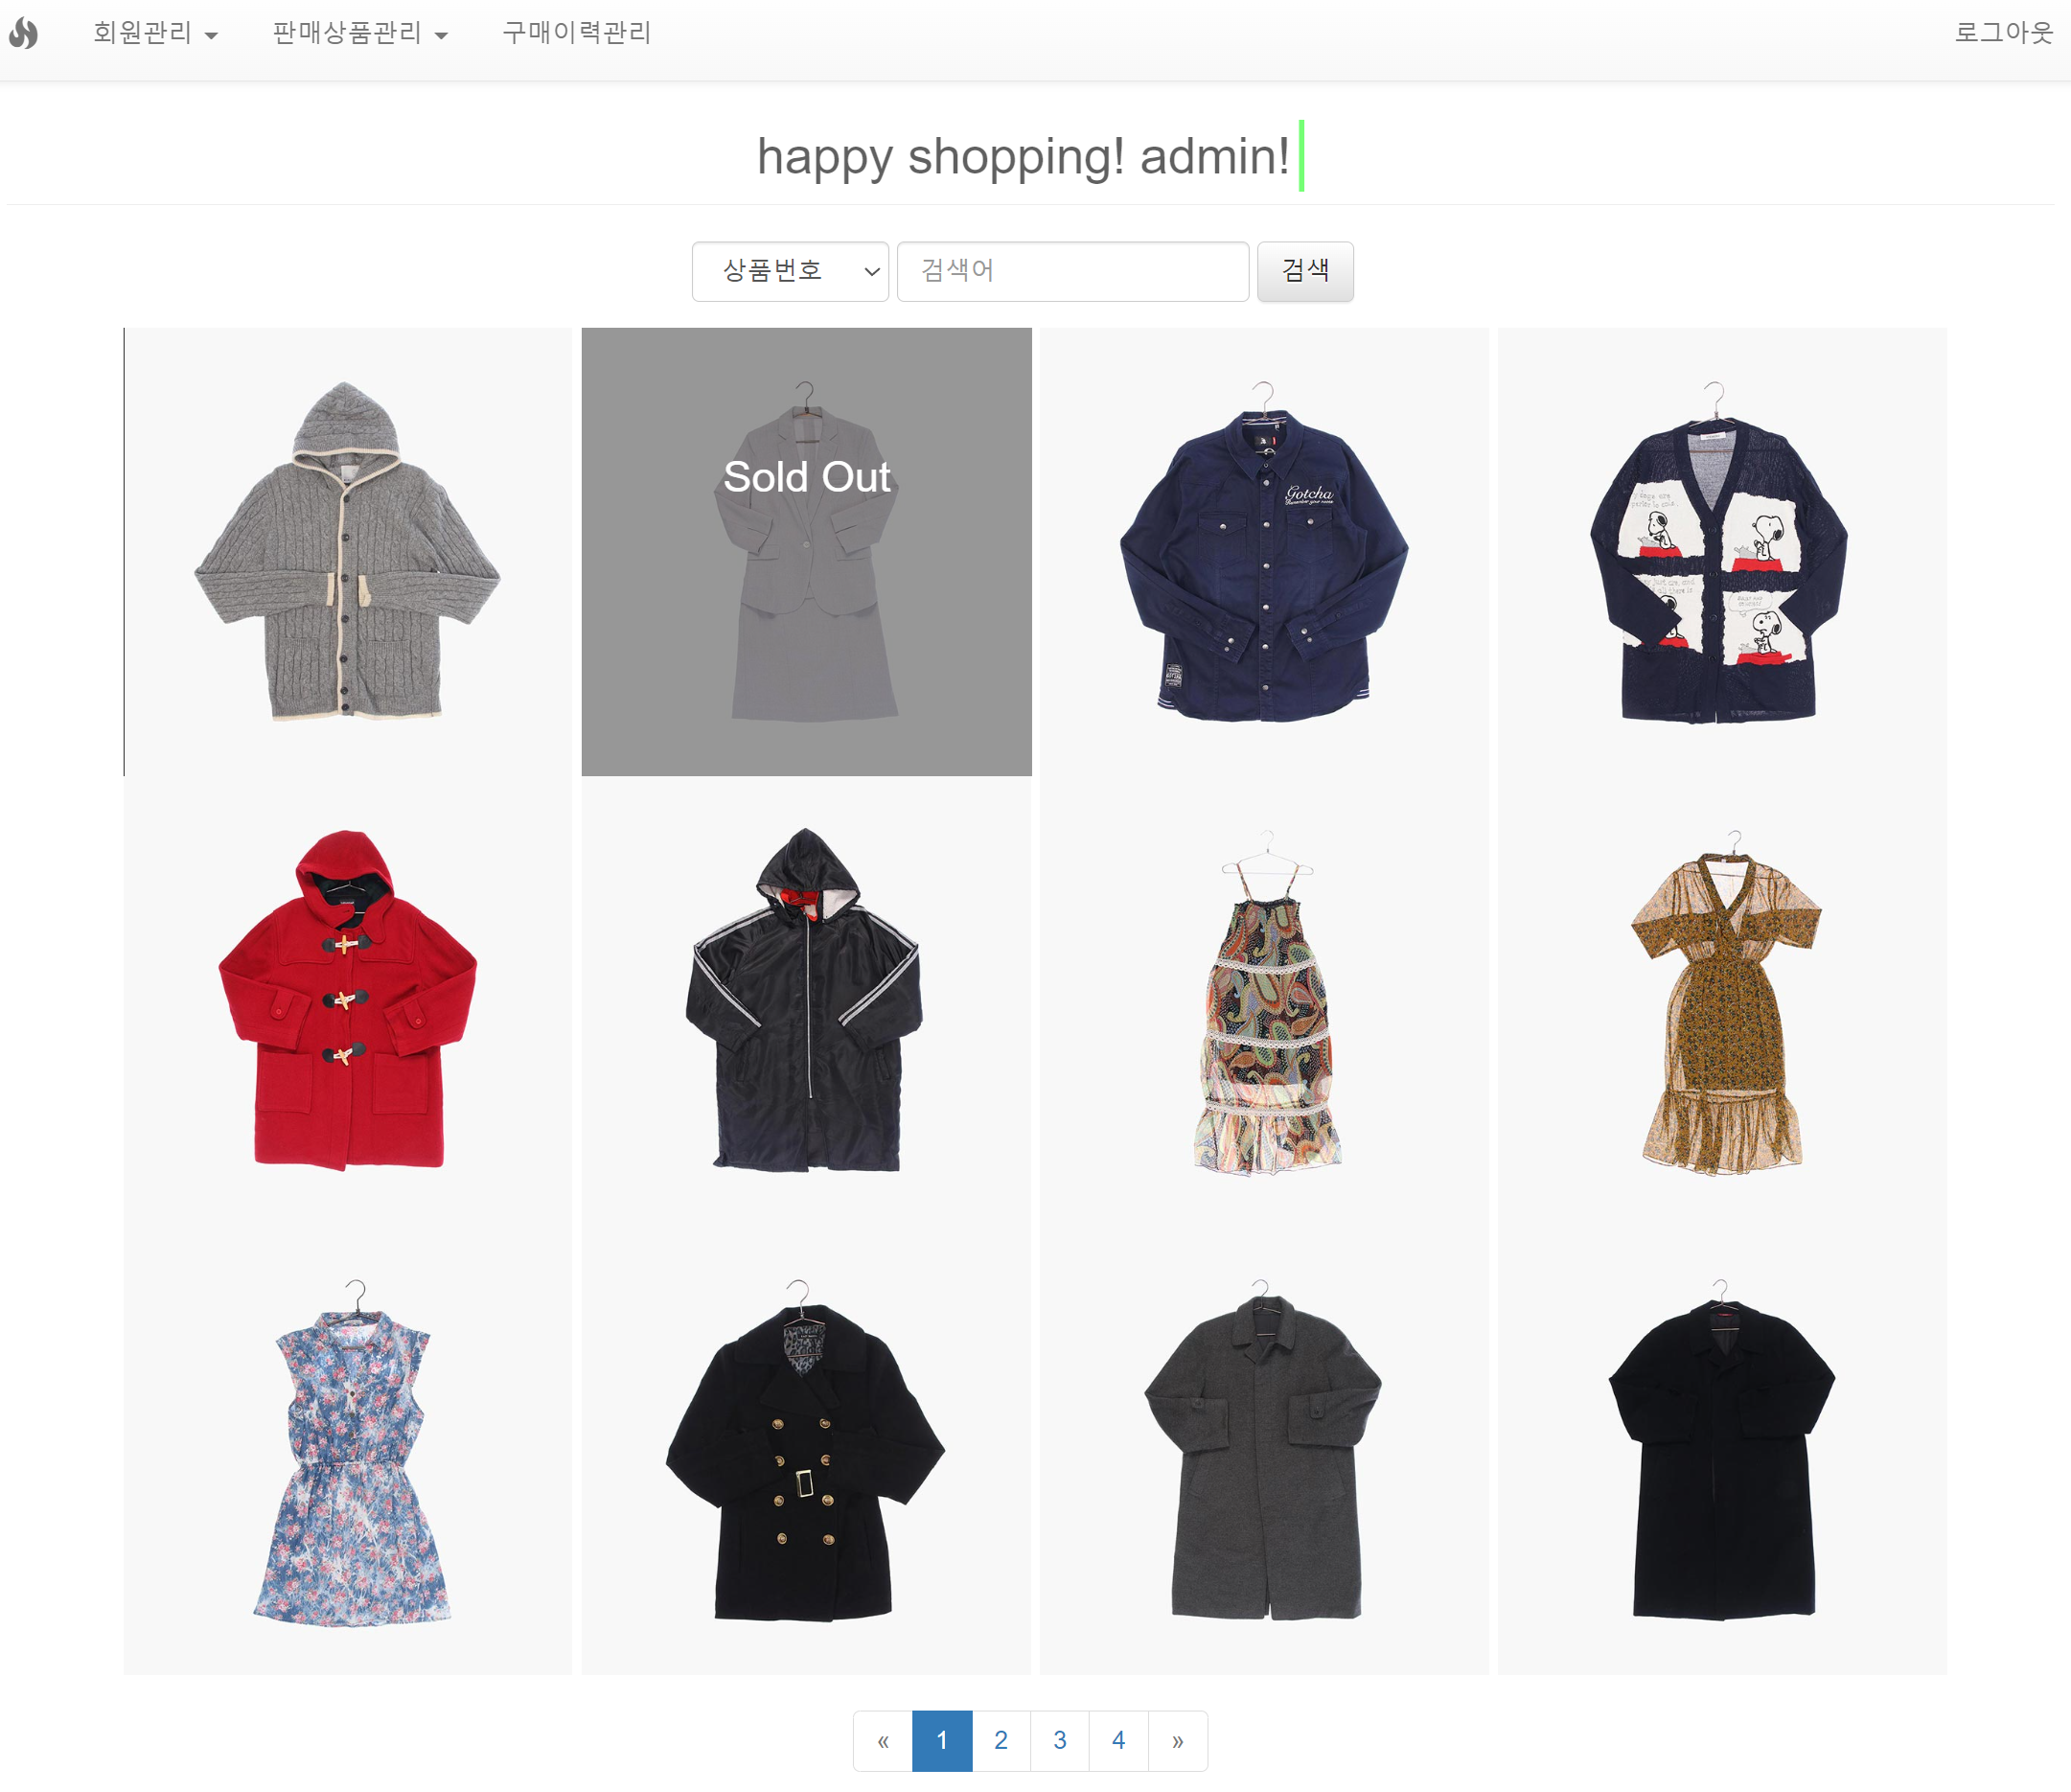 회원관리
판매상품관리
구매이력관리
로그아웃
happy shopping! admin!
상품번호
검색어
검색
Sold Out
Gotcha
« 1 2 3 4 »